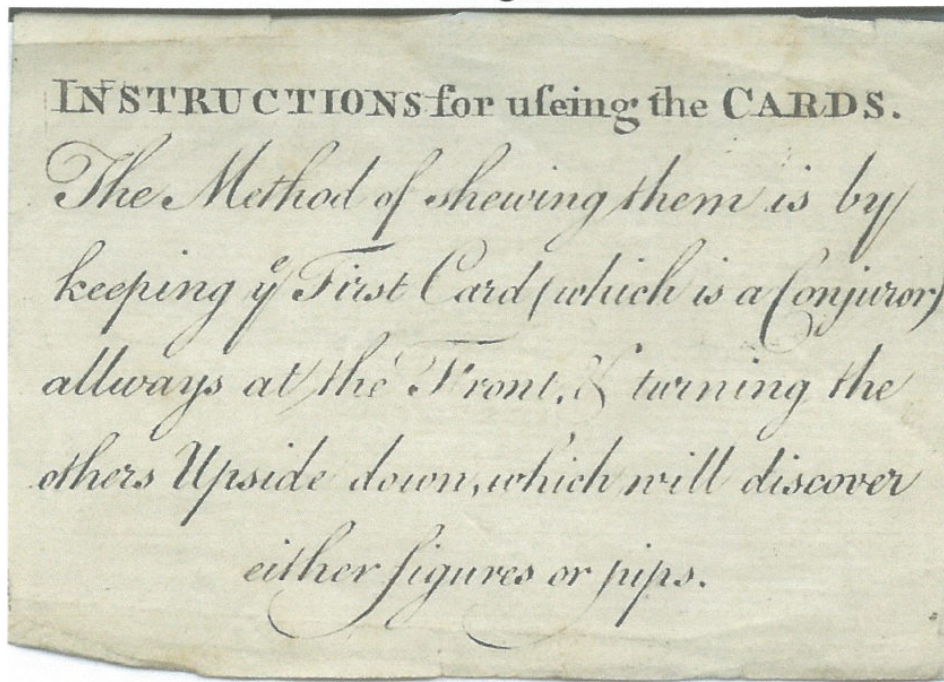 INSTRUCTIONS for uſeing the CARDS.
The Method of shewing them is by
keeping yᵉ First Card (which is a Conjuror)
allways at the Front, & turning the
others Upside down, which will discover
either figures or pips.